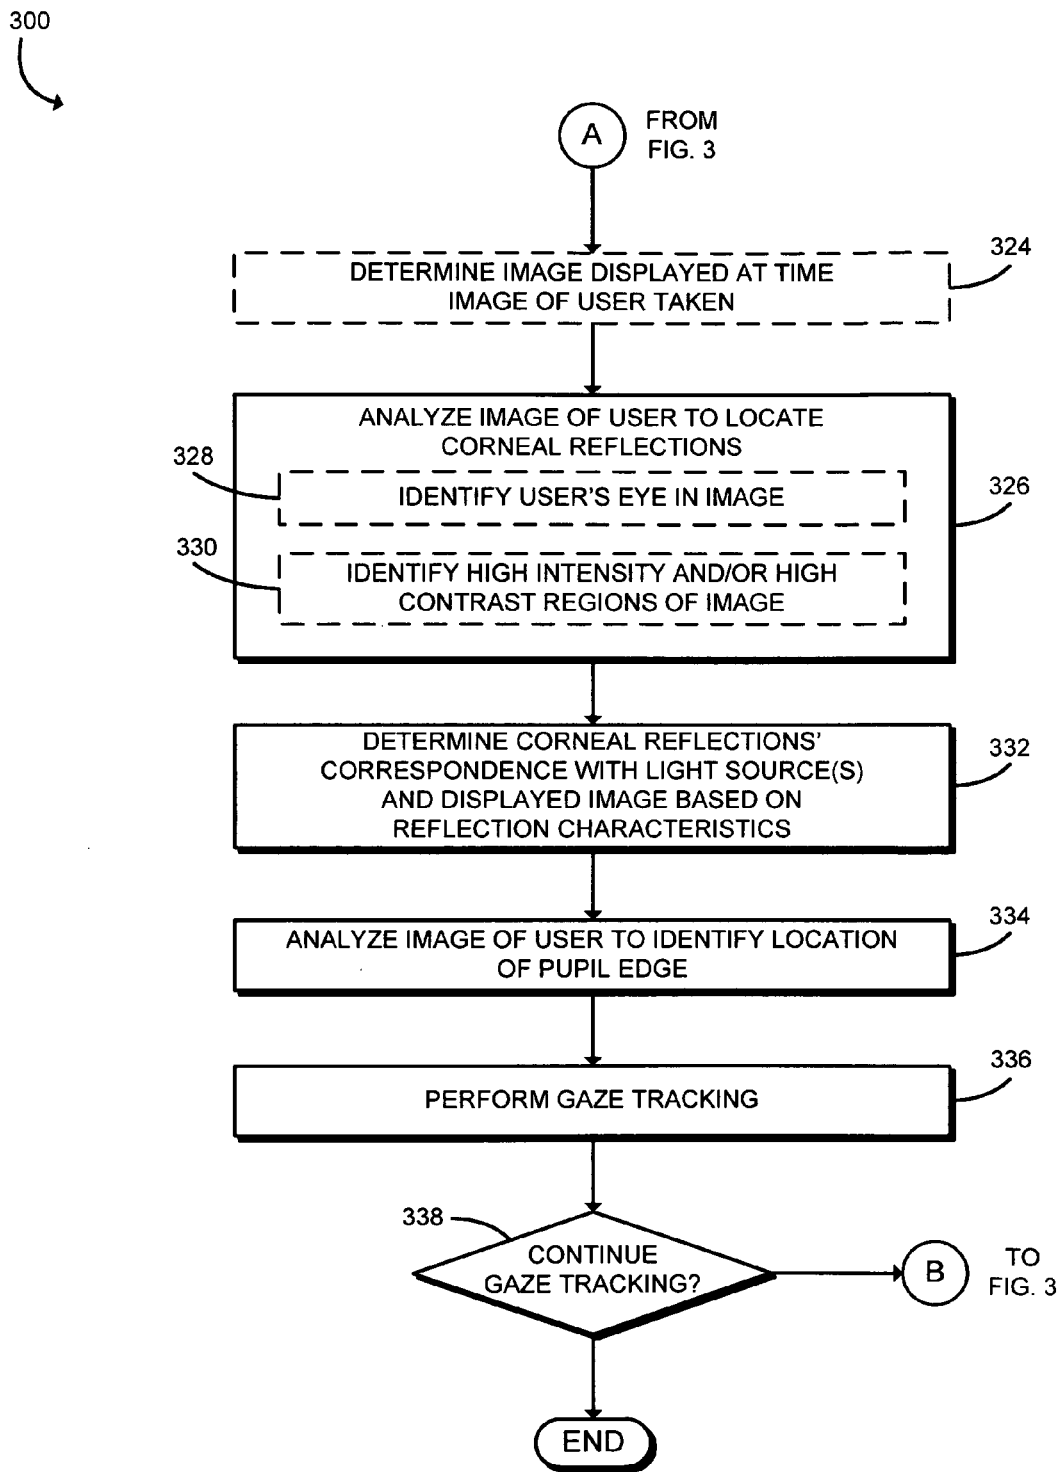 300
A
FROM
FIG. 3
324
DETERMINE IMAGE DISPLAYED AT TIME
IMAGE OF USER TAKEN
ANALYZE IMAGE OF USER TO LOCATE
CORNEAL REFLECTIONS
328
IDENTIFY USER'S EYE IN IMAGE
326
330
IDENTIFY HIGH INTENSITY AND/OR HIGH
CONTRAST REGIONS OF IMAGE
DETERMINE CORNEAL REFLECTIONS'
CORRESPONDENCE WITH LIGHT SOURCE(S)
AND DISPLAYED IMAGE BASED ON
REFLECTION CHARACTERISTICS
332
ANALYZE IMAGE OF USER TO IDENTIFY LOCATION
OF PUPIL EDGE
334
PERFORM GAZE TRACKING
336
338
CONTINUE
GAZE TRACKING?
B
TO
FIG. 3
END